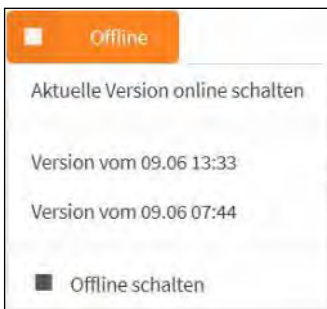 Offline
Aktuelle Version online schalten
Version vom 09.06 13:33
Version vom 09.06 07:44
Offline schalten